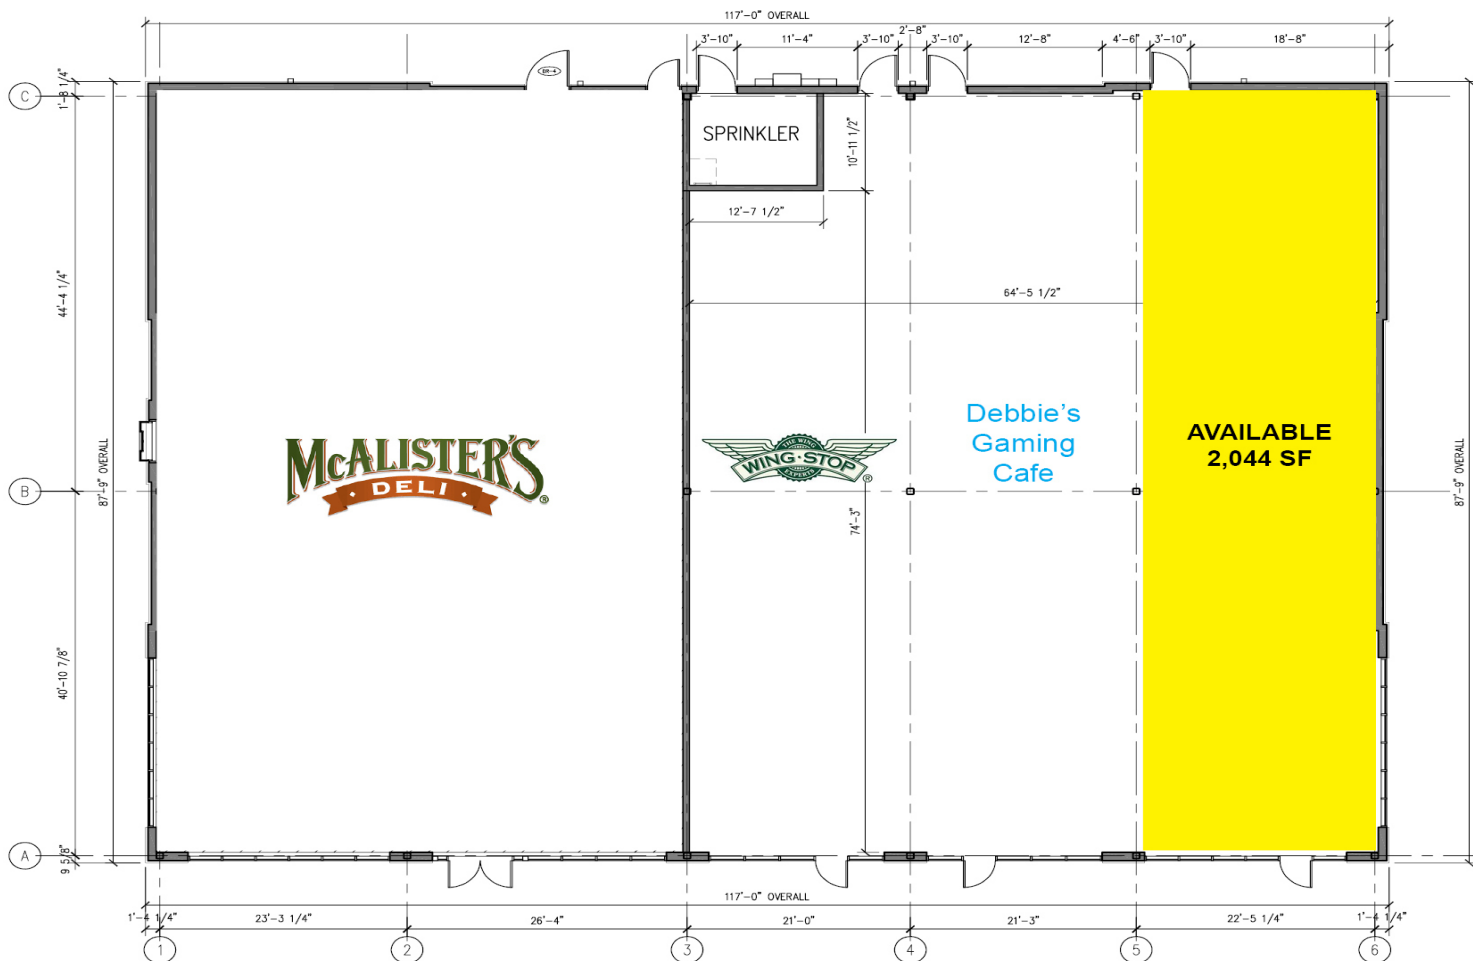 117'-0" OVERALL
2'-8"
3'-10"
11'-4"
3'-10"
3'-10"
12'-8"
4'-6"
3'-10"
18'-8"
1'-8 1/4"
C
BR-4
SPRINKLER
10'-11 1/2"
12'-7 1/2"
44'-4 1/4"
64'-5 1/2"
87'-9" OVERALL
McALISTER'S
DELI
®
THE WING
WING·STOP
EXPERTS
®
Debbie's
Gaming
Cafe
AVAILABLE
2,044 SF
87'-9" OVERALL
B
74'-3"
40'-10 7/8"
A
9 5/8"
117'-0" OVERALL
1'-4 1/4"
23'-3 1/4"
26'-4"
21'-0"
21'-3"
22'-5 1/4"
1'-4 1/4"
1
2
3
4
5
6